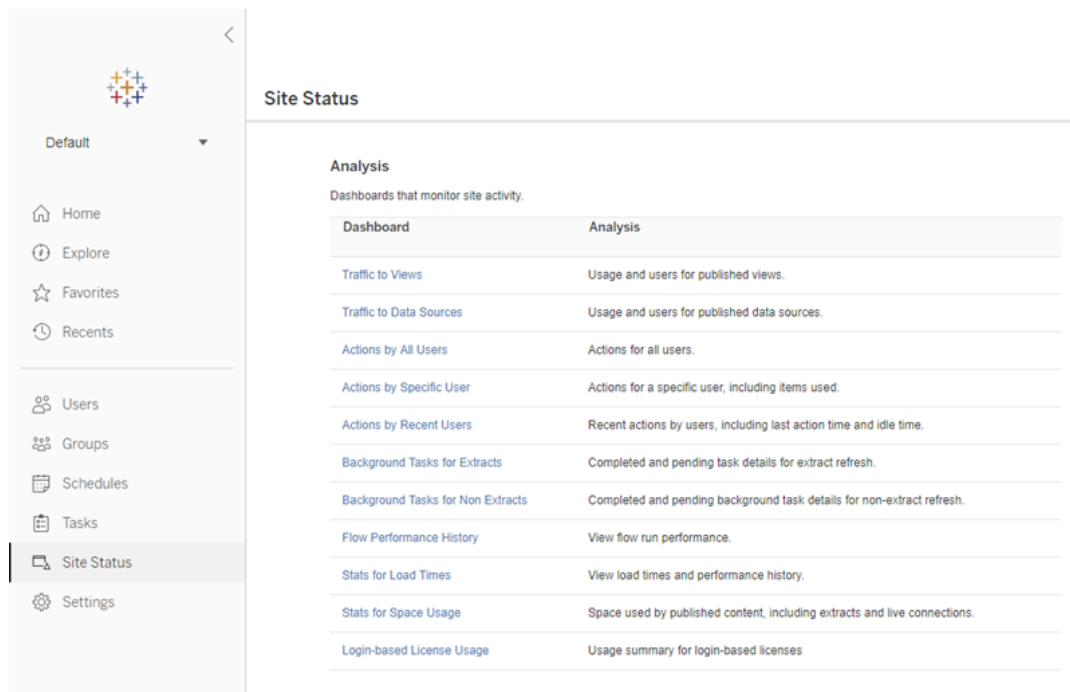 Default
Home
Explore
Favorites
Recents
Users
Groups
Schedules
Tasks
Site Status
Settings
Site Status
Analysis
Dashboards that monitor site activity.
Dashboard Analysis
Traffic to Views Usage and users for published views.
Traffic to Data Sources Usage and users for published data sources.
Actions by All Users Actions for all users.
Actions by Specific User Actions for a specific user, including items used.
Actions by Recent Users Recent actions by users, including last action time and idle time.
Background Tasks for Extracts Completed and pending task details for extract refresh.
Background Tasks for Non Extracts Completed and pending background task details for non-extract refresh.
Flow Performance History View flow run performance.
Stats for Load Times View load times and performance history.
Stats for Space Usage Space used by published content, including extracts and live connections.
Login-based License Usage Usage summary for login-based licenses